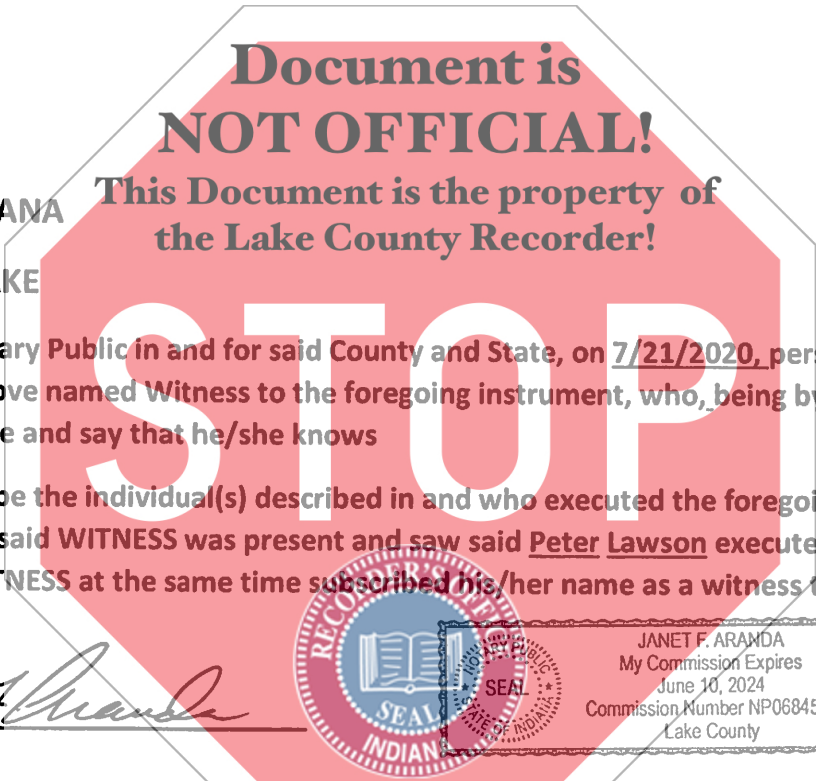 Document is
NOT OFFICIAL!
This Document is the property of
the Lake County Recorder!
ANA
KE
STOP
ary Public in and for said County and State, on 7/21/2020, pers
ve named Witness to the foregoing instrument, who, being by
e and say that he/she knows
be the individual(s) described in and who executed the foregoi
said WITNESS was present and saw said Peter Lawson execute
NESS at the same time subscribed his/her name as a witness t
RECORDER'S OFFICE
SEAL
INDIANA
NOTARY PUBLIC
SEAL
STATE OF INDIANA
JANET F. ARANDA
My Commission Expires
June 10, 2024
Commission Number NP06845
Lake County